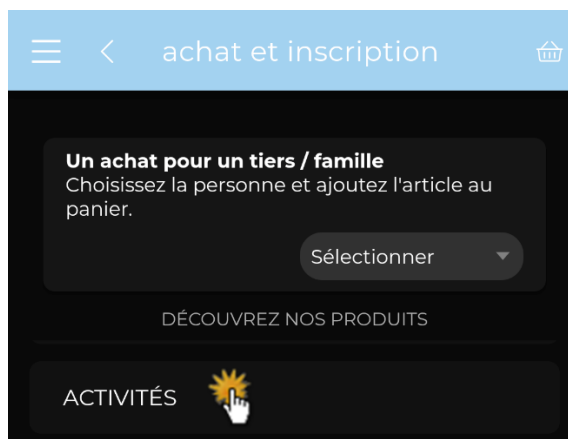 achat et inscription
Un achat pour un tiers / famille
Choisissez la personne et ajoutez l'article au
panier.
Sélectionner
DÉCOUVREZ NOS PRODUITS
ACTIVITÉS